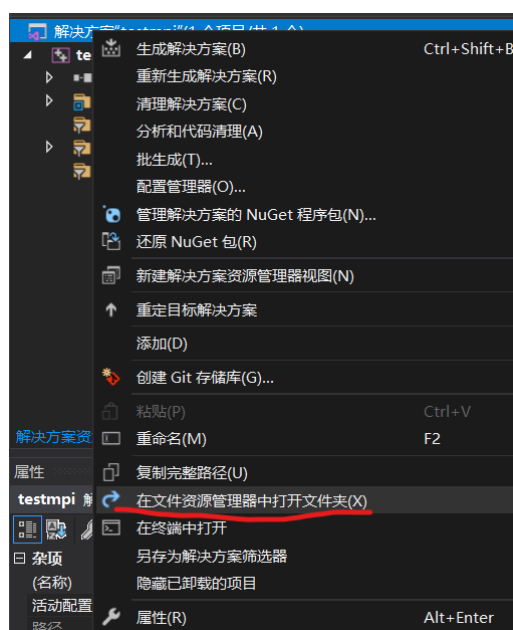 解决方案"testmpi"(1 个项目/共 1 个)
te
生成解决方案(B) Ctrl+Shift+B
重新生成解决方案(R)
清理解决方案(C)
分析和代码清理(A)
批生成(T)...
配置管理器(O)...
管理解决方案的 NuGet 程序包(N)...
还原 NuGet 包(R)
新建解决方案资源管理器视图(N)
重定目标解决方案
添加(D)
创建 Git 存储库(G)...
粘贴(P) Ctrl+V
解决方案资
重命名(M) F2
复制完整路径(U)
属性
testmpi 解
在文件资源管理器中打开文件夹(X)
在终端中打开
另存为解决方案筛选器
杂项
隐藏已卸载的项目
(名称)
活动配置
属性(R) Alt+Enter
路径